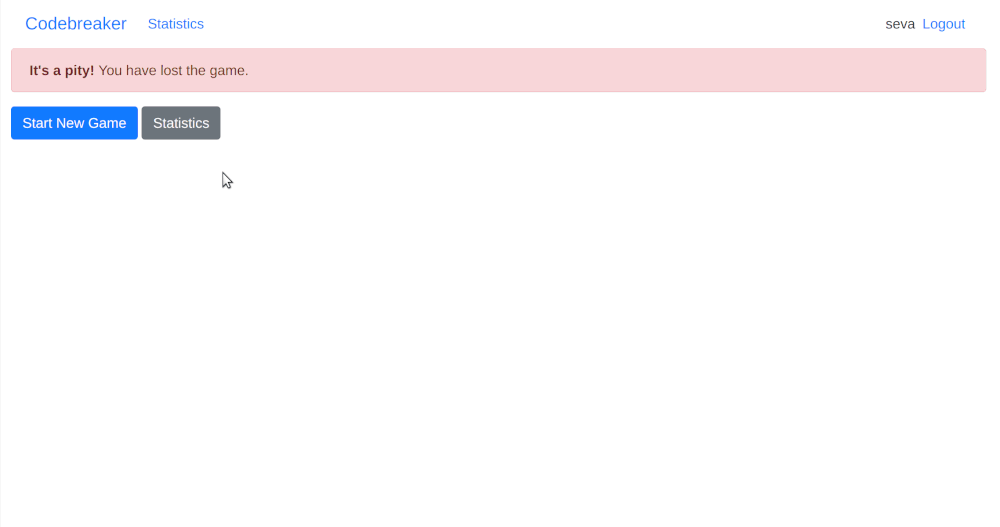 Codebreaker Statistics seva Logout
It's a pity! You have lost the game.
Start New Game Statistics